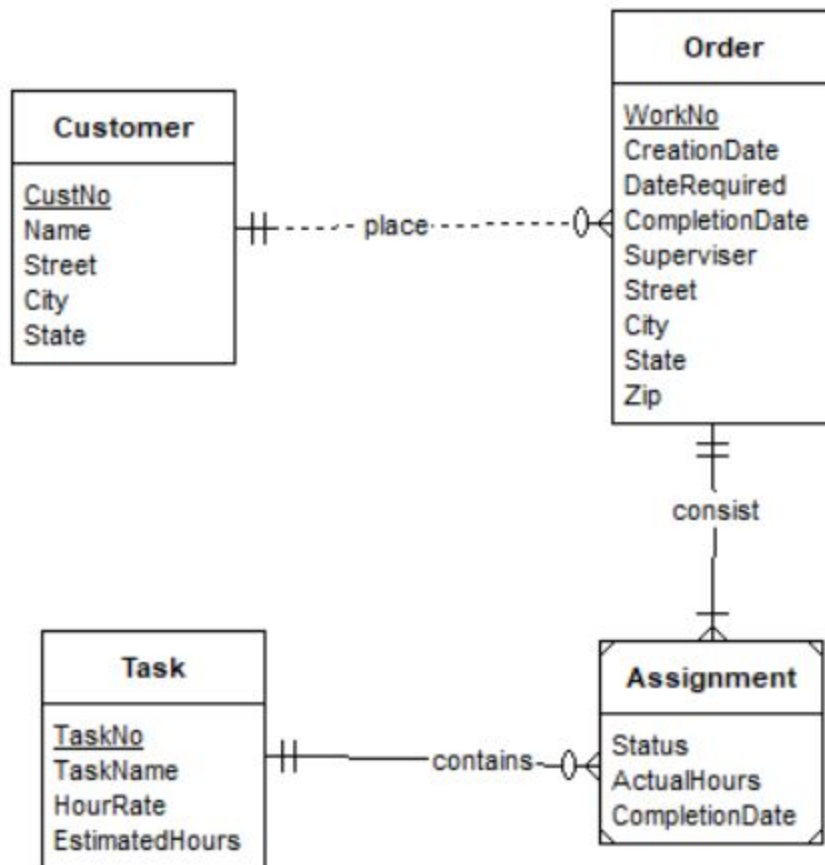 Customer
CustNo
Name
Street
City
State
place
Order
WorkNo
CreationDate
DateRequired
CompletionDate
Superviser
Street
City
State
Zip
consist
Task
TaskNo
TaskName
HourRate
EstimatedHours
contains
Assignment
Status
ActualHours
CompletionDate